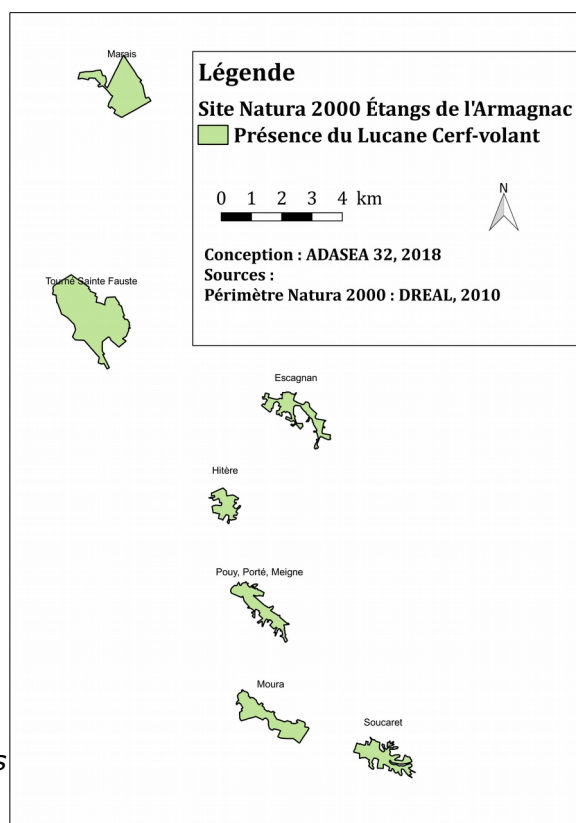 Marais
Légende
Site Natura 2000 Étangs de l'Armagnac
Présence du Lucane Cerf-volant
0 1 2 3 4 km
N
Conception : ADASEA 32, 2018
Sources :
Périmètre Natura 2000 : DREAL, 2010
Tourné Sainte Fauste
Escagnan
Hitère
Pouy, Porté, Meigne
Moura
Soucaret
s